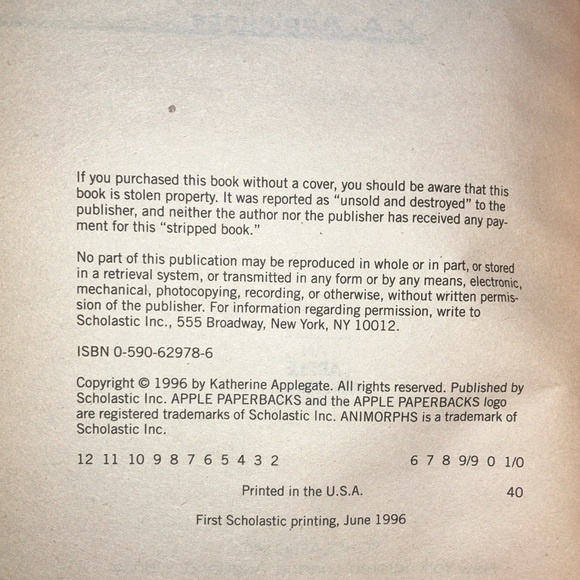 If you purchased this book without a cover, you should be aware that this
book is stolen property. It was reported as “unsold and destroyed” to the
publisher, and neither the author nor the publisher has received any pay-
ment for this “stripped book.”
No part of this publication may be reproduced in whole or in part, or stored
in a retrieval system, or transmitted in any form or by any means, electronic,
mechanical, photocopying, recording, or otherwise, without written permis-
sion of the publisher. For information regarding permission, write to
Scholastic Inc., 555 Broadway, New York, NY 10012.
ISBN 0-590-62978-6
Copyright © 1996 by Katherine Applegate. All rights reserved. Published by
Scholastic Inc. APPLE PAPERBACKS and the APPLE PAPERBACKS logo
are registered trademarks of Scholastic Inc. ANIMORPHS is a trademark of
Scholastic Inc.
12 11 10 9 8 7 6 5 4 3 2 6 7 8 9/9 0 1/0
Printed in the U.S.A. 40
First Scholastic printing, June 1996